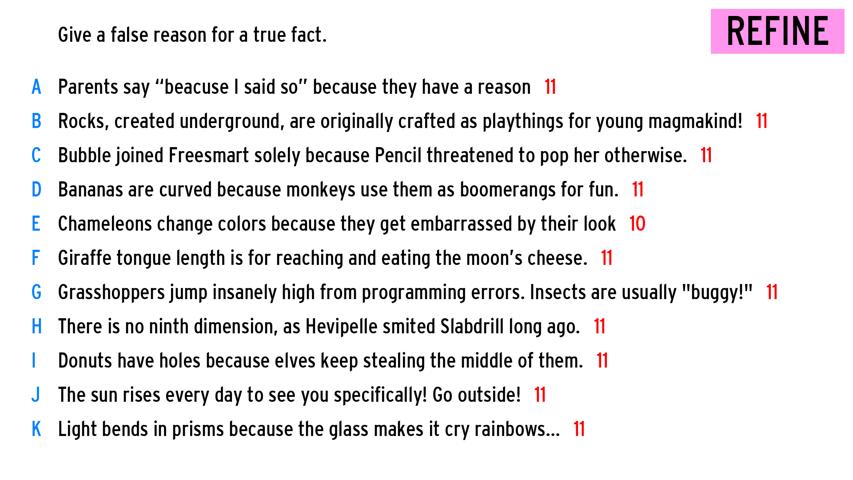 Give a false reason for a true fact.
REFINE
A Parents say “beacuse I said so” because they have a reason 11
B Rocks, created underground, are originally crafted as playthings for young magmakind! 11
C Bubble joined Freesmart solely because Pencil threatened to pop her otherwise. 11
D Bananas are curved because monkeys use them as boomerangs for fun. 11
E Chameleons change colors because they get embarrassed by their look 10
F Giraffe tongue length is for reaching and eating the moon’s cheese. 11
G Grasshoppers jump insanely high from programming errors. Insects are usually "buggy!" 11
H There is no ninth dimension, as Hevipelle smited Slabdrill long ago. 11
I Donuts have holes because elves keep stealing the middle of them. 11
J The sun rises every day to see you specifically! Go outside! 11
K Light bends in prisms because the glass makes it cry rainbows... 11